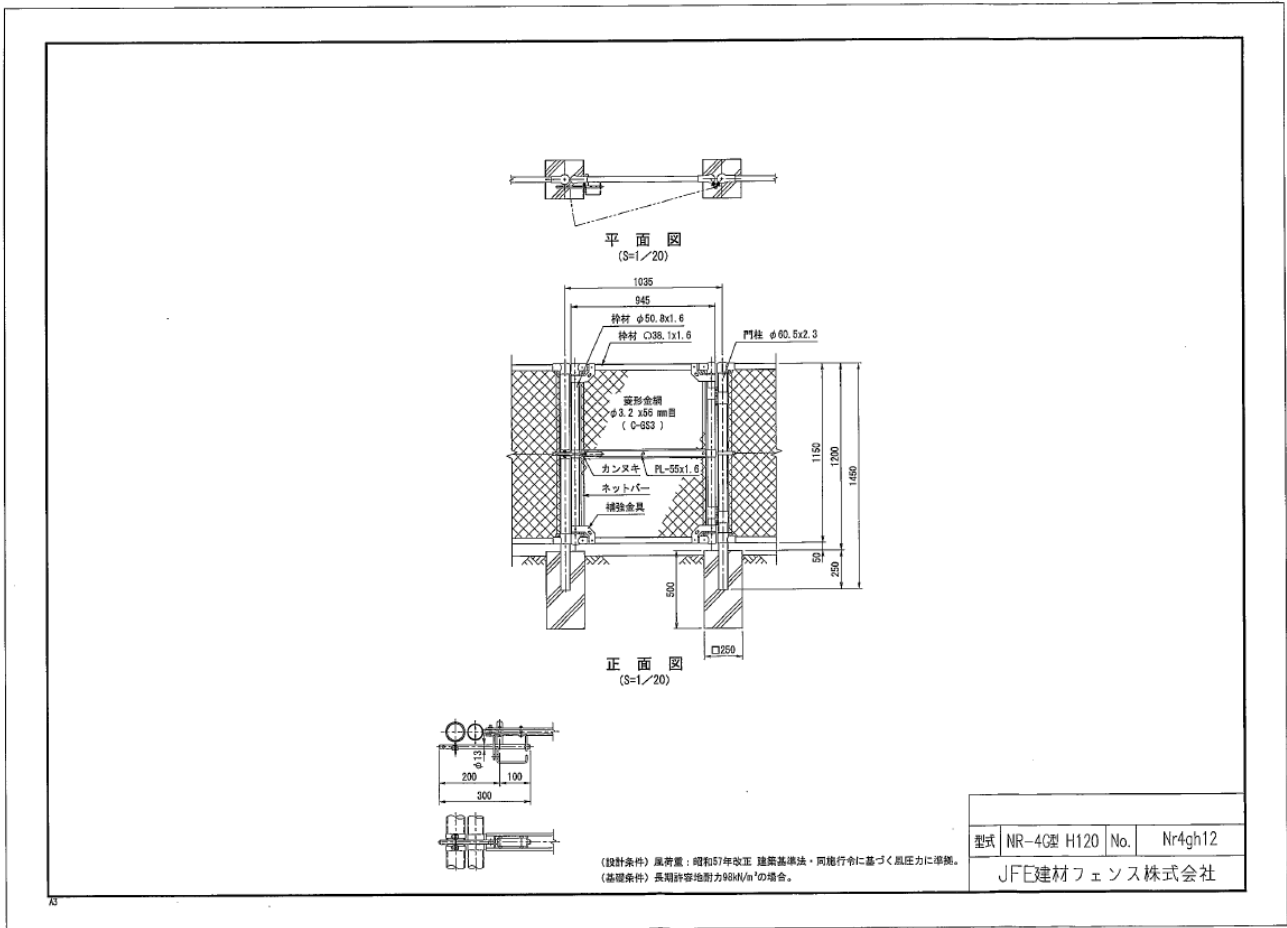 平面図
(S=1/20)
1035
945
枠材 φ50.8x1.6
枠材 〇38.1x1.6
門柱 φ60.5x2.3
菱形金網
φ3.2 x56 mm目
( C-GS3 )
カンヌキ
PL-55x1.6
ネットバー
補強金具
1150
1200
1450
50
250
500
□250
正面図
(S=1/20)
φ13
200
100
300
(設計条件) 風荷重:昭和57年改正 建築基準法・同施行令に基づく風圧力に準拠。
(基礎条件) 長期許容地耐力98kN/m²の場合。
型式 NR-4G型 H120 No. Nr4gh12
JFE建材フェンス株式会社
A3